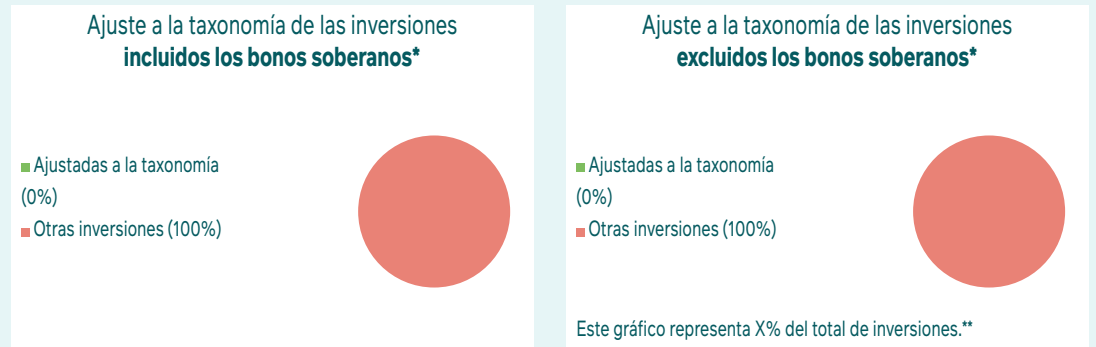 Ajuste a la taxonomía de las inversiones
incluidos los bonos soberanos*
Ajustadas a la taxonomía
(0%)
Otras inversiones (100%)
Ajuste a la taxonomía de las inversiones
excluidos los bonos soberanos*
Ajustadas a la taxonomía
(0%)
Otras inversiones (100%)
Este gráfico representa X% del total de inversiones.**